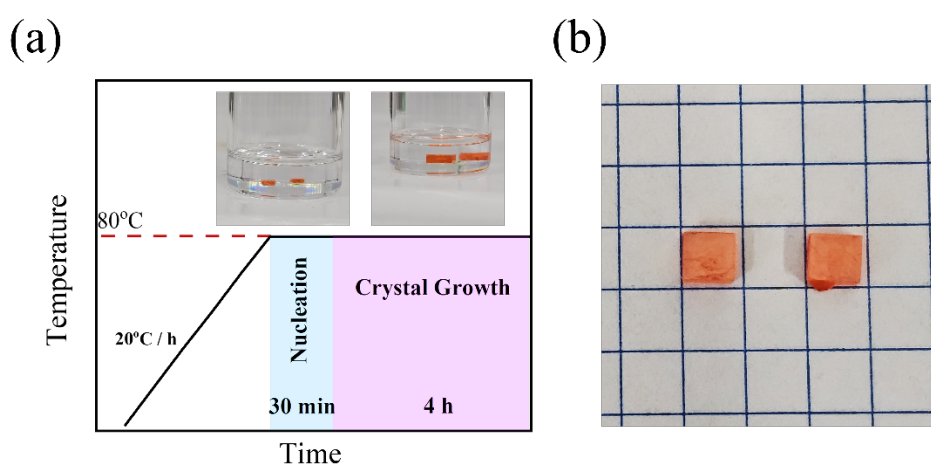 (a)
(b)
80°C
20°C / h
Nucleation
Crystal Growth
30 min
4 h
Temperature
Time